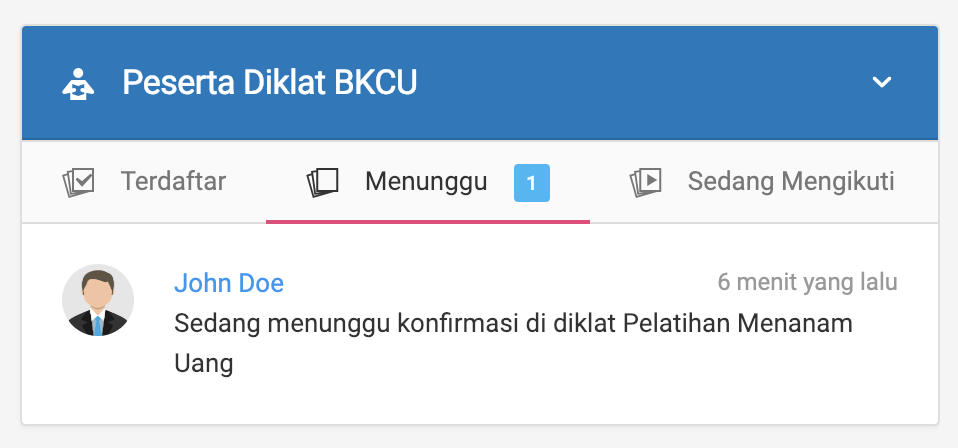 Peserta Diklat BKCU
Terdaftar
Menunggu
1
Sedang Mengikuti
John Doe
6 menit yang lalu
Sedang menunggu konfirmasi di diklat Pelatihan Menanam
Uang